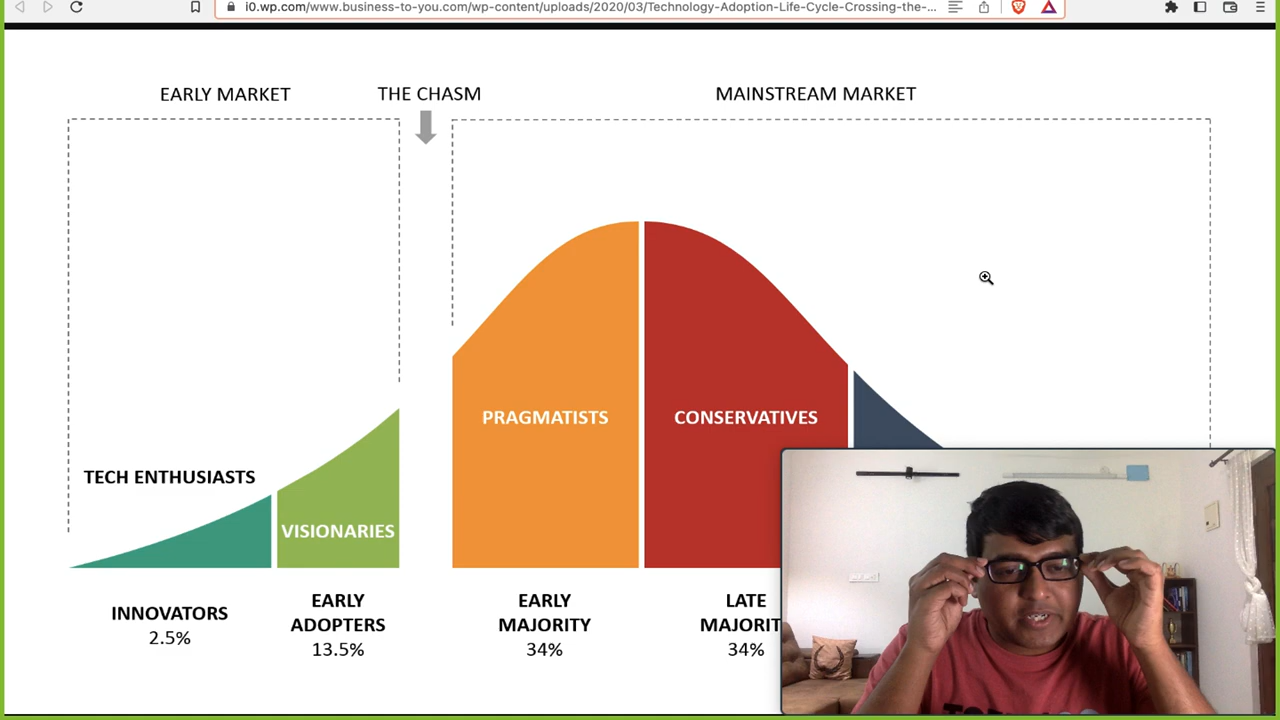 i0.wp.com/www.business-to-you.com/wp-content/uploads/2020/03/Technology-Adoption-Life-Cycle-Crossing-the-...
EARLY MARKET
THE CHASM
MAINSTREAM MARKET
PRAGMATISTS
CONSERVATIVES
TECH ENTHUSIASTS
VISIONARIES
INNOVATORS
2.5%
EARLY
ADOPTERS
13.5%
EARLY
MAJORITY
34%
LATE
MAJORIT
34%